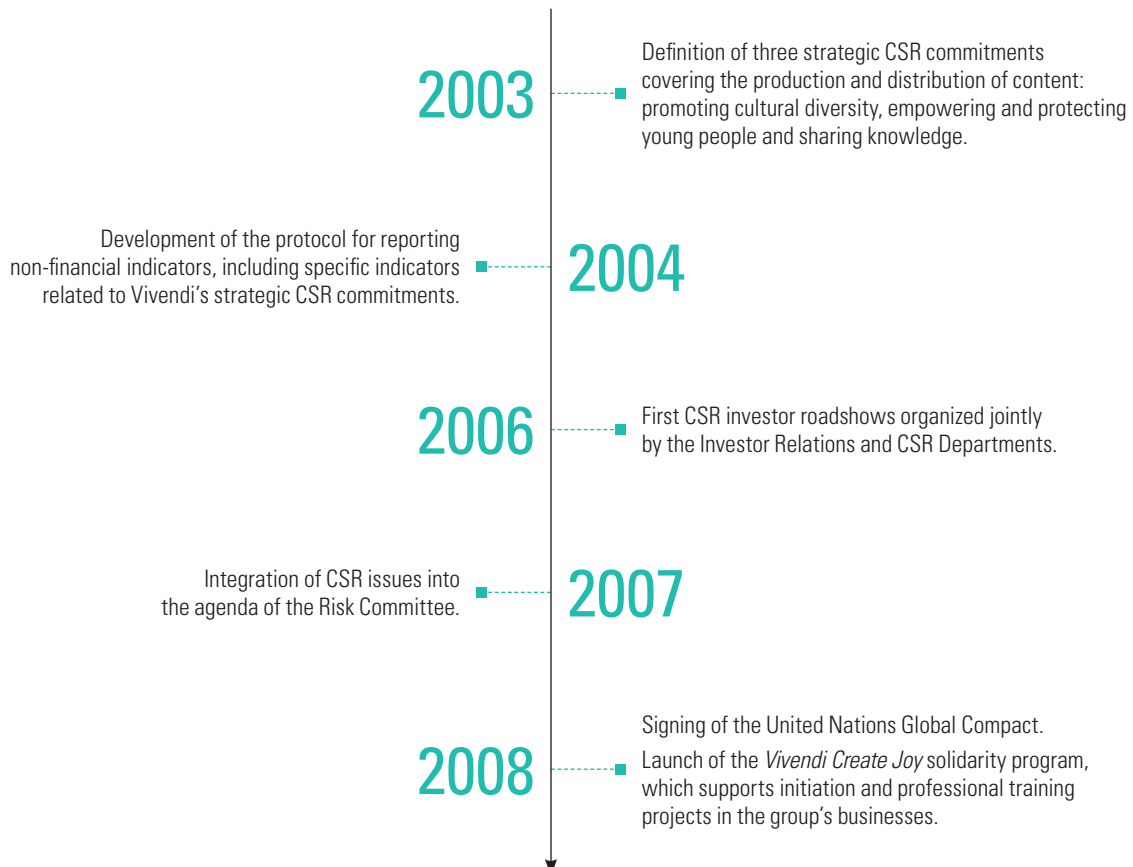 2003
Definition of three strategic CSR commitments
covering the production and distribution of content:
promoting cultural diversity, empowering and protecting
young people and sharing knowledge.
Development of the protocol for reporting
non-financial indicators, including specific indicators
related to Vivendi’s strategic CSR commitments.
2004
2006
First CSR investor roadshows organized jointly
by the Investor Relations and CSR Departments.
Integration of CSR issues into
the agenda of the Risk Committee.
2007
2008
Signing of the United Nations Global Compact.
Launch of the Vivendi Create Joy solidarity program,
which supports initiation and professional training
projects in the group’s businesses.